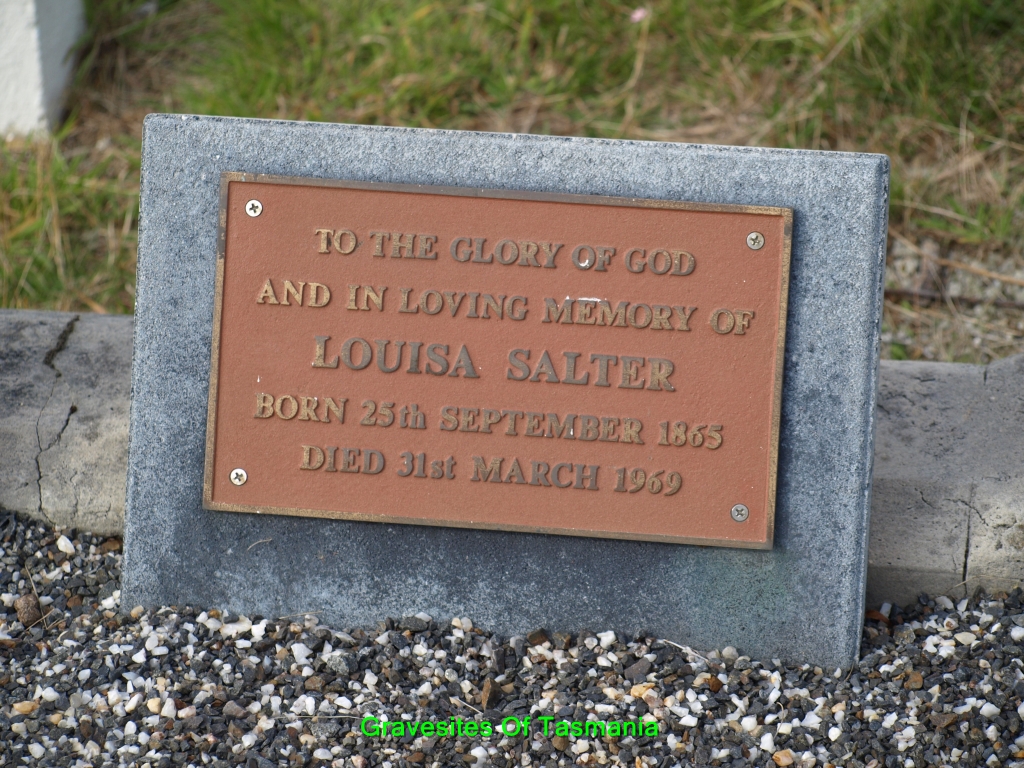 TO THE GLORY OF GOD
AND IN LOVING MEMORY OF
LOUISA SALTER
BORN 25th SEPTEMBER 1865
DIED 31st MARCH 1969
Gravesites Of Tasmania